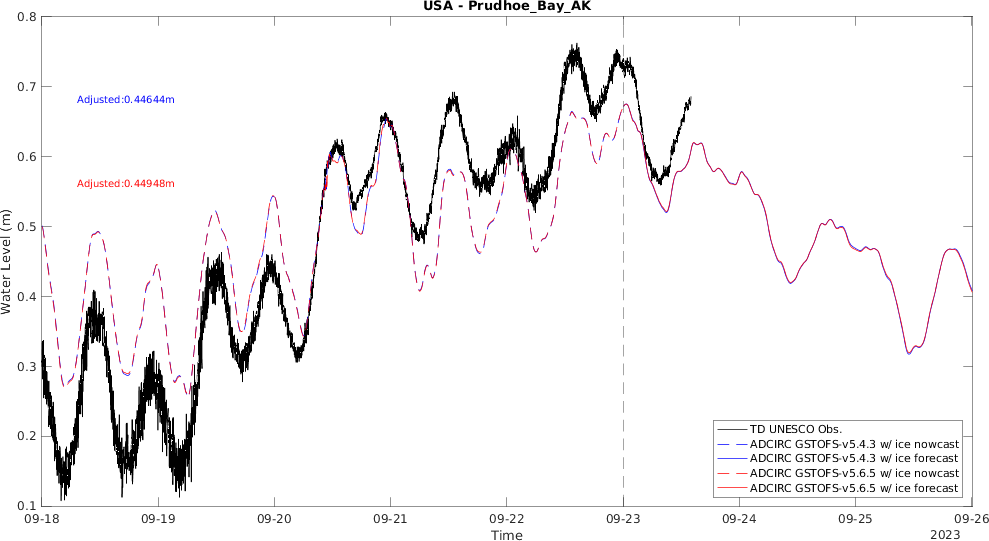 USA - Prudhoe_Bay_AK
0.8
0.7
0.6
0.5
0.4
0.3
0.2
0.1
Water Level (m)
Adjusted:0.44644m
Adjusted:0.44948m
TD UNESCO Obs.
ADCIRC GSTOFS-v5.4.3 w/ ice nowcast
ADCIRC GSTOFS-v5.4.3 w/ ice forecast
ADCIRC GSTOFS-v5.6.5 w/ ice nowcast
ADCIRC GSTOFS-v5.6.5 w/ ice forecast
09-18 09-19 09-20 09-21 09-22 09-23 09-24 09-25 09-26
Time
2023